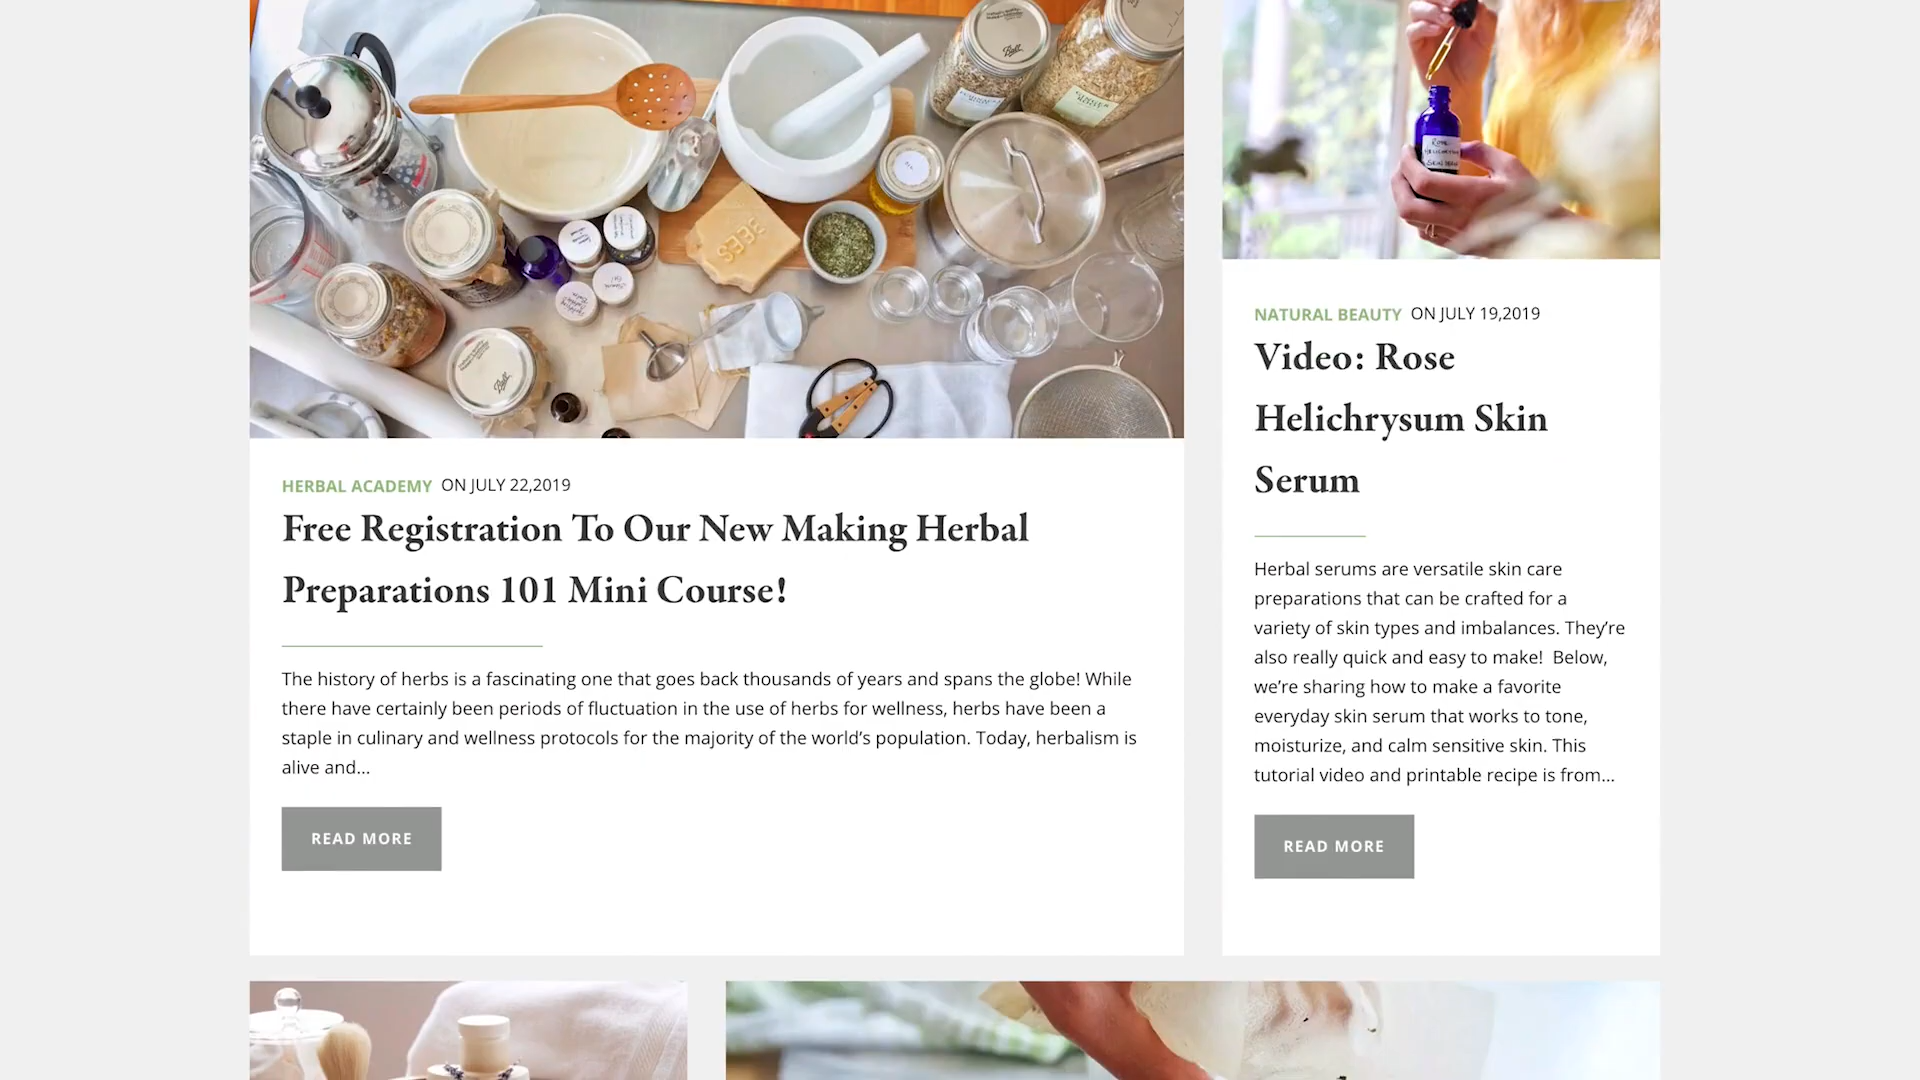 Ball
BEES
Ball
HERBAL ACADEMY ON JULY 22,2019
Free Registration To Our New Making Herbal
Preparations 101 Mini Course!
The history of herbs is a fascinating one that goes back thousands of years and spans the globe! While
there have certainly been periods of fluctuation in the use of herbs for wellness, herbs have been a
staple in culinary and wellness protocols for the majority of the world’s population. Today, herbalism is
alive and...
READ MORE
ROSE
HELICHRYSUM
SKIN SERUM
NATURAL BEAUTY ON JULY 19,2019
Video: Rose
Helichrysum Skin
Serum
Herbal serums are versatile skin care
preparations that can be crafted for a
variety of skin types and imbalances. They’re
also really quick and easy to make!  Below,
we’re sharing how to make a favorite
everyday skin serum that works to tone,
moisturize, and calm sensitive skin. This
tutorial video and printable recipe is from...
READ MORE